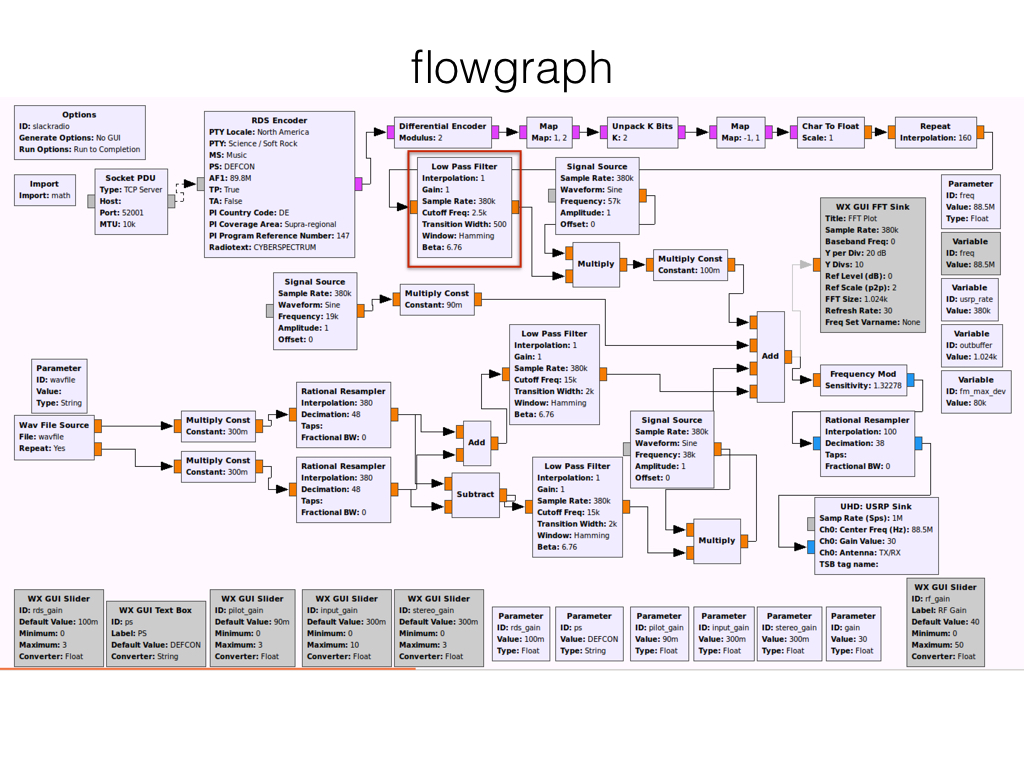 flowgraph
Options
ID: slackradio
Generate Options: No GUI
Run Options: Run to Completion
Import
Import: math
Socket PDU
Type: TCP Server
Host:
Port: 52001
MTU: 10k
RDS Encoder
PTY Locale: North America
PTY: Science / Soft Rock
MS: Music
PS: DEFCON
AF1: 89.8M
TP: True
TA: False
PI Country Code: DE
PI Coverage Area: Supra-regional
PI Program Reference Number: 147
Radiotext: CYBERSPECTRUM
Differential Encoder
Modulus: 2
Map
Map: 1, 2
Unpack K Bits
K: 2
Map
Map: -1, 1
Char To Float
Scale: 1
Repeat
Interpolation: 160
Low Pass Filter
Interpolation: 1
Gain: 1
Sample Rate: 380k
Cutoff Freq: 2.5k
Transition Width: 500
Window: Hamming
Beta: 6.76
Signal Source
Sample Rate: 380k
Waveform: Sine
Frequency: 57k
Amplitude: 1
Offset: 0
Multiply
Multiply Const
Constant: 100m
WX GUI FFT Sink
Title: FFT Plot
Sample Rate: 380k
Baseband Freq: 0
Y per Div: 20 dB
Y Divs: 10
Ref Level (dB): 0
Ref Scale (p2p): 2
FFT Size: 1.024k
Refresh Rate: 30
Freq Set Varname: None
Parameter
ID: freq
Value: 88.5M
Type: Float
Variable
ID: freq
Value: 88.5M
Variable
ID: usrp_rate
Value: 380k
Variable
ID: outbuffer
Value: 1.024k
Variable
ID: fm_max_dev
Value: 80k
Signal Source
Sample Rate: 380k
Waveform: Sine
Frequency: 19k
Amplitude: 1
Offset: 0
Multiply Const
Constant: 90m
Low Pass Filter
Interpolation: 1
Gain: 1
Sample Rate: 380k
Cutoff Freq: 15k
Transition Width: 2k
Window: Hamming
Beta: 6.76
Add
Frequency Mod
Sensitivity: 1.32278
Parameter
ID: wavfile
Value:
Type: String
Wav File Source
File: wavfile
Repeat: Yes
Multiply Const
Constant: 300m
Multiply Const
Constant: 300m
Rational Resampler
Interpolation: 380
Decimation: 48
Taps:
Fractional BW: 0
Rational Resampler
Interpolation: 380
Decimation: 48
Taps:
Fractional BW: 0
Add
Subtract
Low Pass Filter
Interpolation: 1
Gain: 1
Sample Rate: 380k
Cutoff Freq: 15k
Transition Width: 2k
Window: Hamming
Beta: 6.76
Signal Source
Sample Rate: 380k
Waveform: Sine
Frequency: 38k
Amplitude: 1
Offset: 0
Multiply
Rational Resampler
Interpolation: 100
Decimation: 38
Taps:
Fractional BW: 0
UHD: USRP Sink
Samp Rate (Sps): 1M
Ch0: Center Freq (Hz): 88.5M
Ch0: Gain Value: 30
Ch0: Antenna: TX/RX
TSB tag name:
WX GUI Slider
ID: rds_gain
Default Value: 100m
Minimum: 0
Maximum: 3
Converter: Float
WX GUI Text Box
ID: ps
Label: PS
Default Value: DEFCON
Converter: String
WX GUI Slider
ID: pilot_gain
Default Value: 90m
Minimum: 0
Maximum: 3
Converter: Float
WX GUI Slider
ID: input_gain
Default Value: 300m
Minimum: 0
Maximum: 10
Converter: Float
WX GUI Slider
ID: stereo_gain
Default Value: 300m
Minimum: 0
Maximum: 3
Converter: Float
Parameter
ID: rds_gain
Value: 100m
Type: Float
Parameter
ID: ps
Value: DEFCON
Type: String
Parameter
ID: pilot_gain
Value: 90m
Type: Float
Parameter
ID: input_gain
Value: 300m
Type: Float
Parameter
ID: stereo_gain
Value: 300m
Type: Float
Parameter
ID: gain
Value: 30
Type: Float
WX GUI Slider
ID: rf_gain
Label: RF Gain
Default Value: 40
Minimum: 0
Maximum: 50
Converter: Float